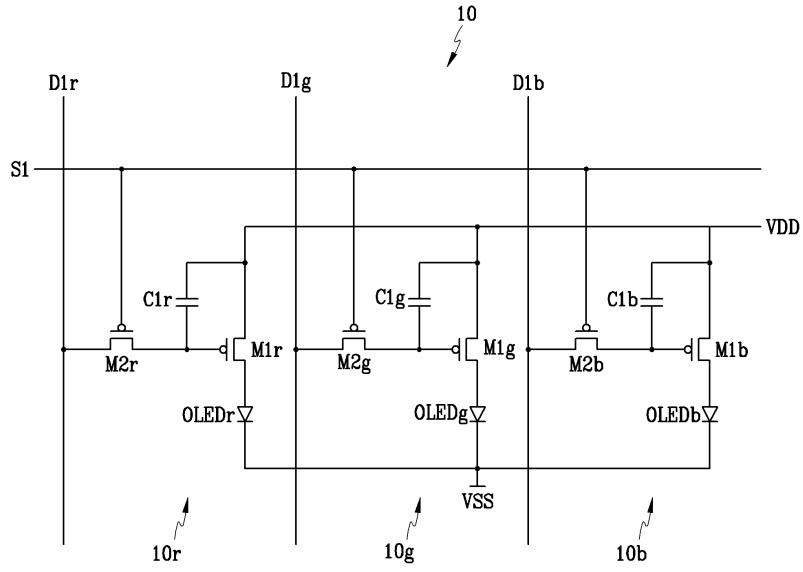 10
D1r D1g D1b
S1
VDD
C1r C1g C1b
M2r M1r M2g M1g M2b M1b
OLEDr OLEDg OLEDb
VSS
10r 10g 10b